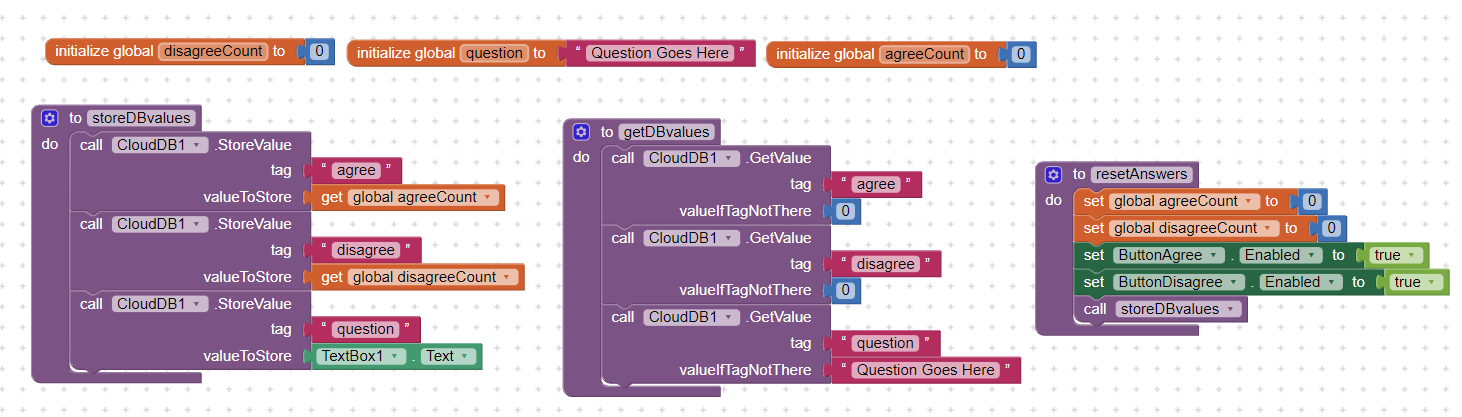 initialize global disagreeCount to 0
initialize global question to “ Question Goes Here ”
initialize global agreeCount to 0
to storeDBvalues
do call CloudDB1 .StoreValue
tag “ agree ”
valueToStore get global agreeCount
call CloudDB1 .StoreValue
tag “ disagree ”
valueToStore get global disagreeCount
call CloudDB1 .StoreValue
tag “ question ”
valueToStore TextBox1 . Text
to getDBvalues
do call CloudDB1 .GetValue
tag “ agree ”
valueIfTagNotThere 0
call CloudDB1 .GetValue
tag “ disagree ”
valueIfTagNotThere 0
call CloudDB1 .GetValue
tag “ question ”
valueIfTagNotThere “ Question Goes Here ”
to resetAnswers
do set global agreeCount to 0
set global disagreeCount to 0
set ButtonAgree . Enabled to true
set ButtonDisagree . Enabled to true
call storeDBvalues